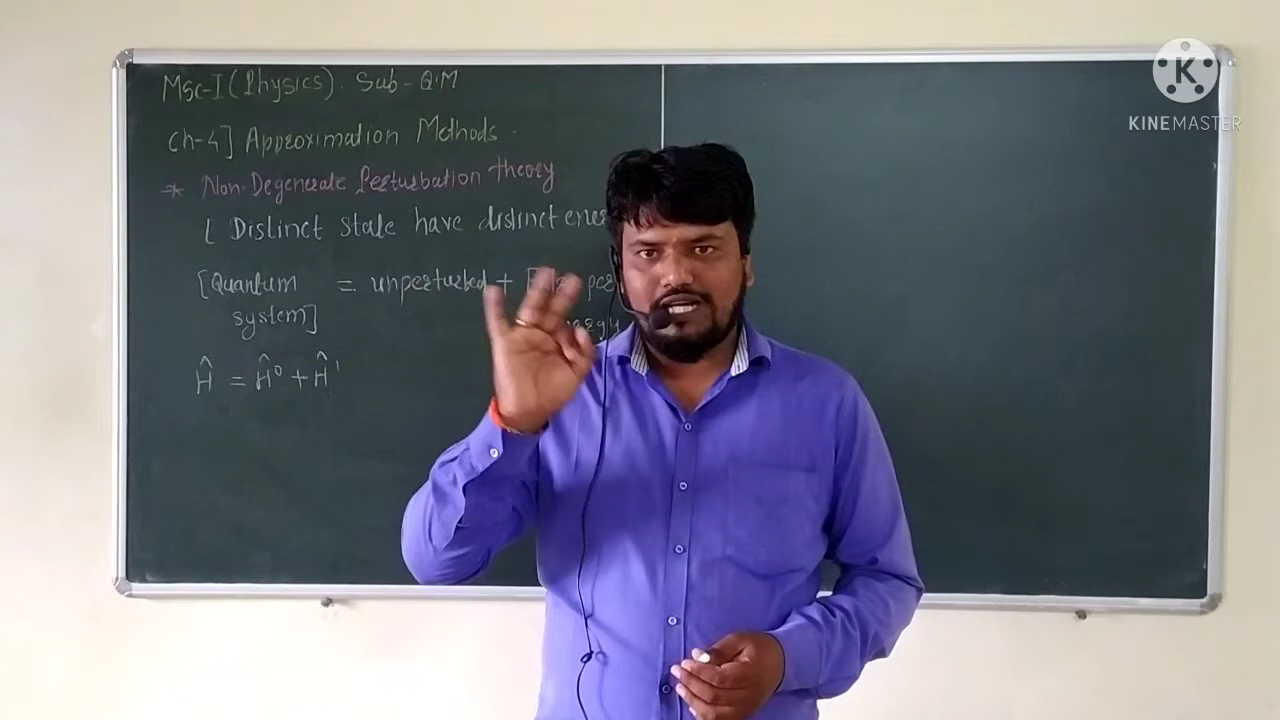 Msc-I (Physics). Sub - Q.M
Ch-4] Approximation Methods.
* Non-Degenerate Perturbation theory
[ Distinct state have distinct ener
[Quantum = unperturbed +
system]
Ĥ = Ĥ⁰ + Ĥ'
K
KINEMASTER